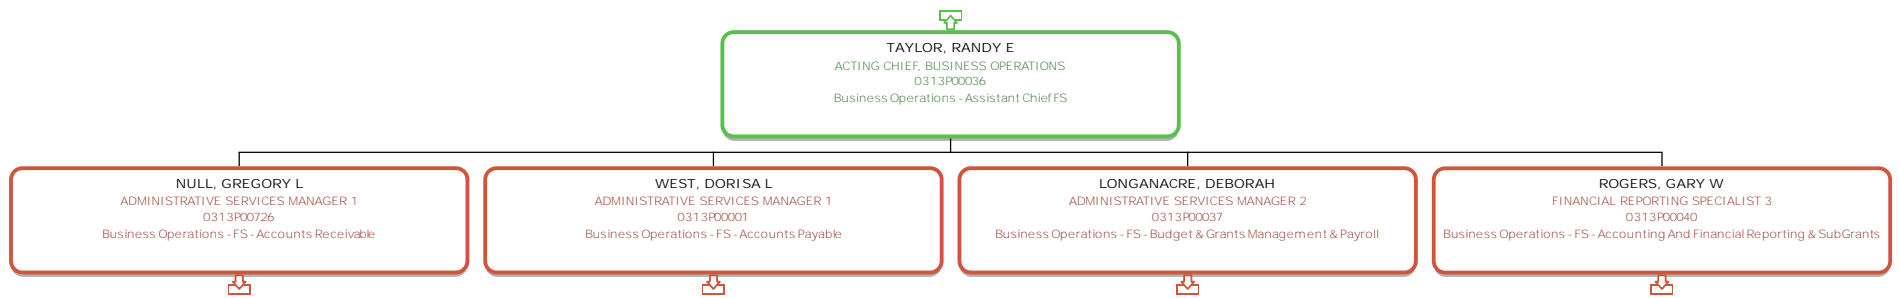 TAYLOR, RANDY E
ACTING CHIEF, BUSINESS OPERATIONS
0313P00036
Business Operations - Assistant Chief FS
NULL, GREGORY L
ADMINISTRATIVE SERVICES MANAGER 1
0313P00726
Business Operations - FS - Accounts Receivable
WEST, DORISA L
ADMINISTRATIVE SERVICES MANAGER 1
0313P00001
Business Operations - FS - Accounts Payable
LONGANACRE, DEBORAH
ADMINISTRATIVE SERVICES MANAGER 2
0313P00037
Business Operations - FS - Budget & Grants Management & Payroll
ROGERS, GARY W
FINANCIAL REPORTING SPECIALIST 3
0313P00040
Business Operations - FS - Accounting And Financial Reporting & SubGrants